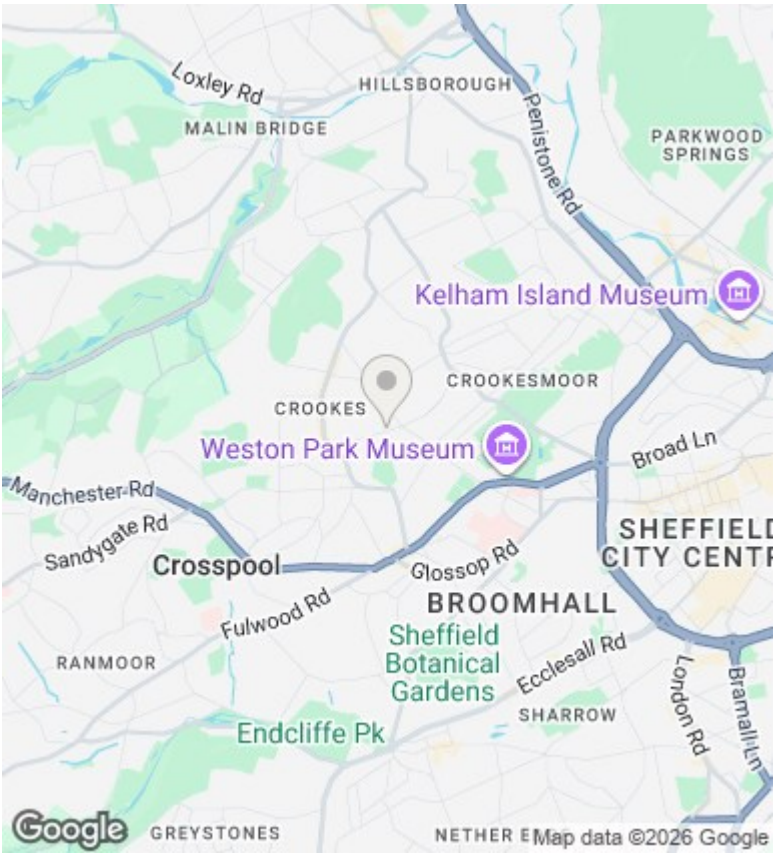 Loxley Rd
HILLSBOROUGH
MALIN BRIDGE
Penistone Rd
PARKWOOD
SPRINGS
Kelham Island Museum
CROOKESMOOR
CROOKES
Weston Park Museum
Broad Ln
Manchester Rd
Sandygate Rd
SHEFFIELD
CITY CENTR
Crosspool
Glossop Rd
BROOMHALL
Fulwood Rd
Sheffield
Botanical
Gardens
Ecclesall Rd
RANMOOR
London Rd
Bramall Ln
SHARROW
Endcliffe Pk
Google
GREYSTONES
NETHER E
Map data ©2026 Google